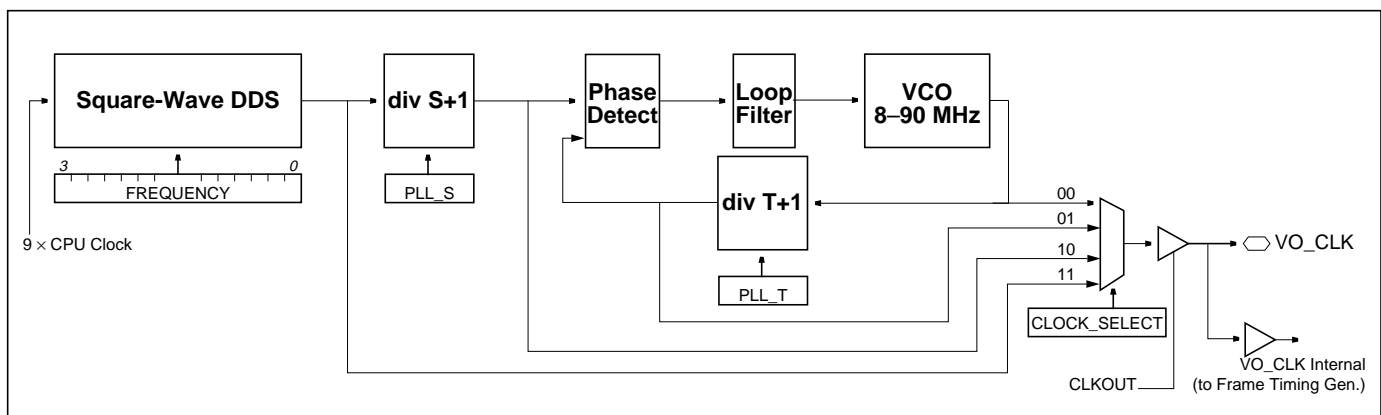 Square-Wave DDS
3
0
FREQUENCY
9 × CPU Clock
div S+1
PLL_S
Phase
Detect
Loop
Filter
VCO
8–90 MHz
div T+1
PLL_T
00
01
10
11
CLOCK_SELECT
CLKOUT
VO_CLK
VO_CLK Internal
(to Frame Timing Gen.)